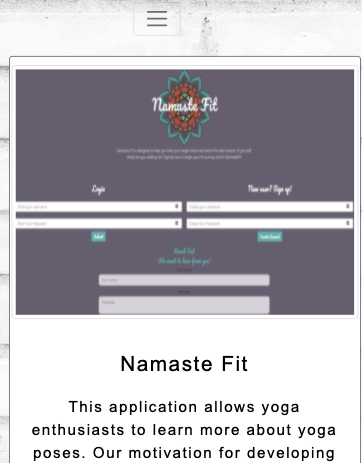 Namaste Fit
Login
New user? Sign up!
Enter your username
Create your username
Enter Your Password
Create Your Password
Submit
Create Account
Reach Out
We want to hear from you!
Your Name
Message
Namaste Fit
This application allows yoga
enthusiasts to learn more about yoga
poses. Our motivation for developing